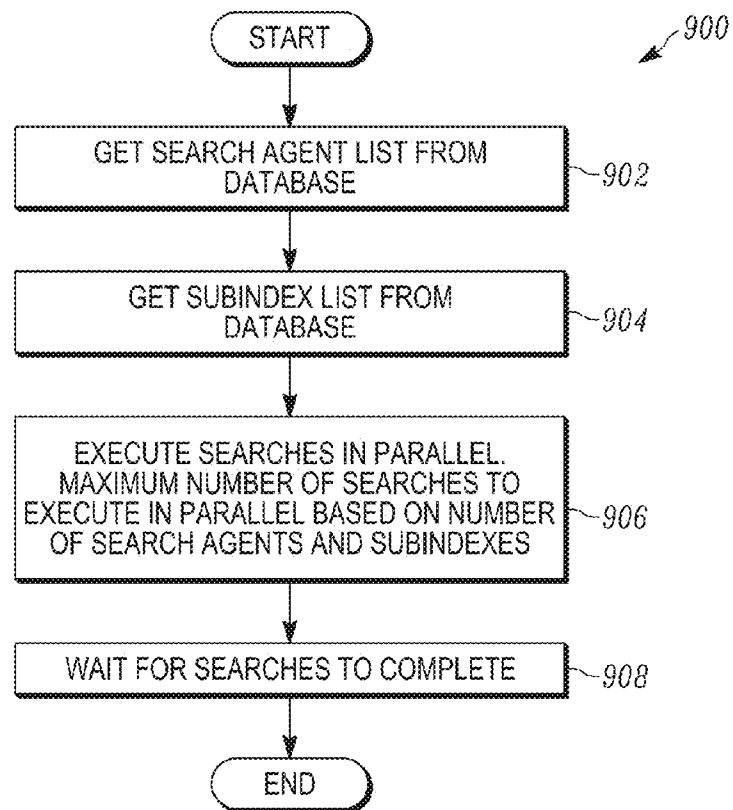 START
900
GET SEARCH AGENT LIST FROM
DATABASE
902
GET SUBINDEX LIST FROM
DATABASE
904
EXECUTE SEARCHES IN PARALLEL.
MAXIMUM NUMBER OF SEARCHES TO
EXECUTE IN PARALLEL BASED ON NUMBER
OF SEARCH AGENTS AND SUBINDEXES
906
WAIT FOR SEARCHES TO COMPLETE
908
END